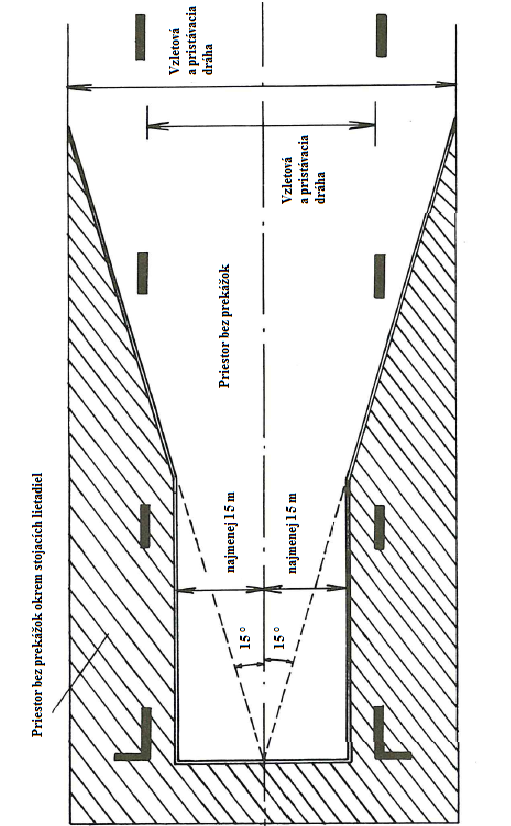 Vzletová
a pristávacia
dráha
Vzletová
a pristávacia
dráha
Priestor bez prekážok
Priestor bez prekážok okrem stojacích lietadiel
najmenej 15 m
najmenej 15 m
15°
15°